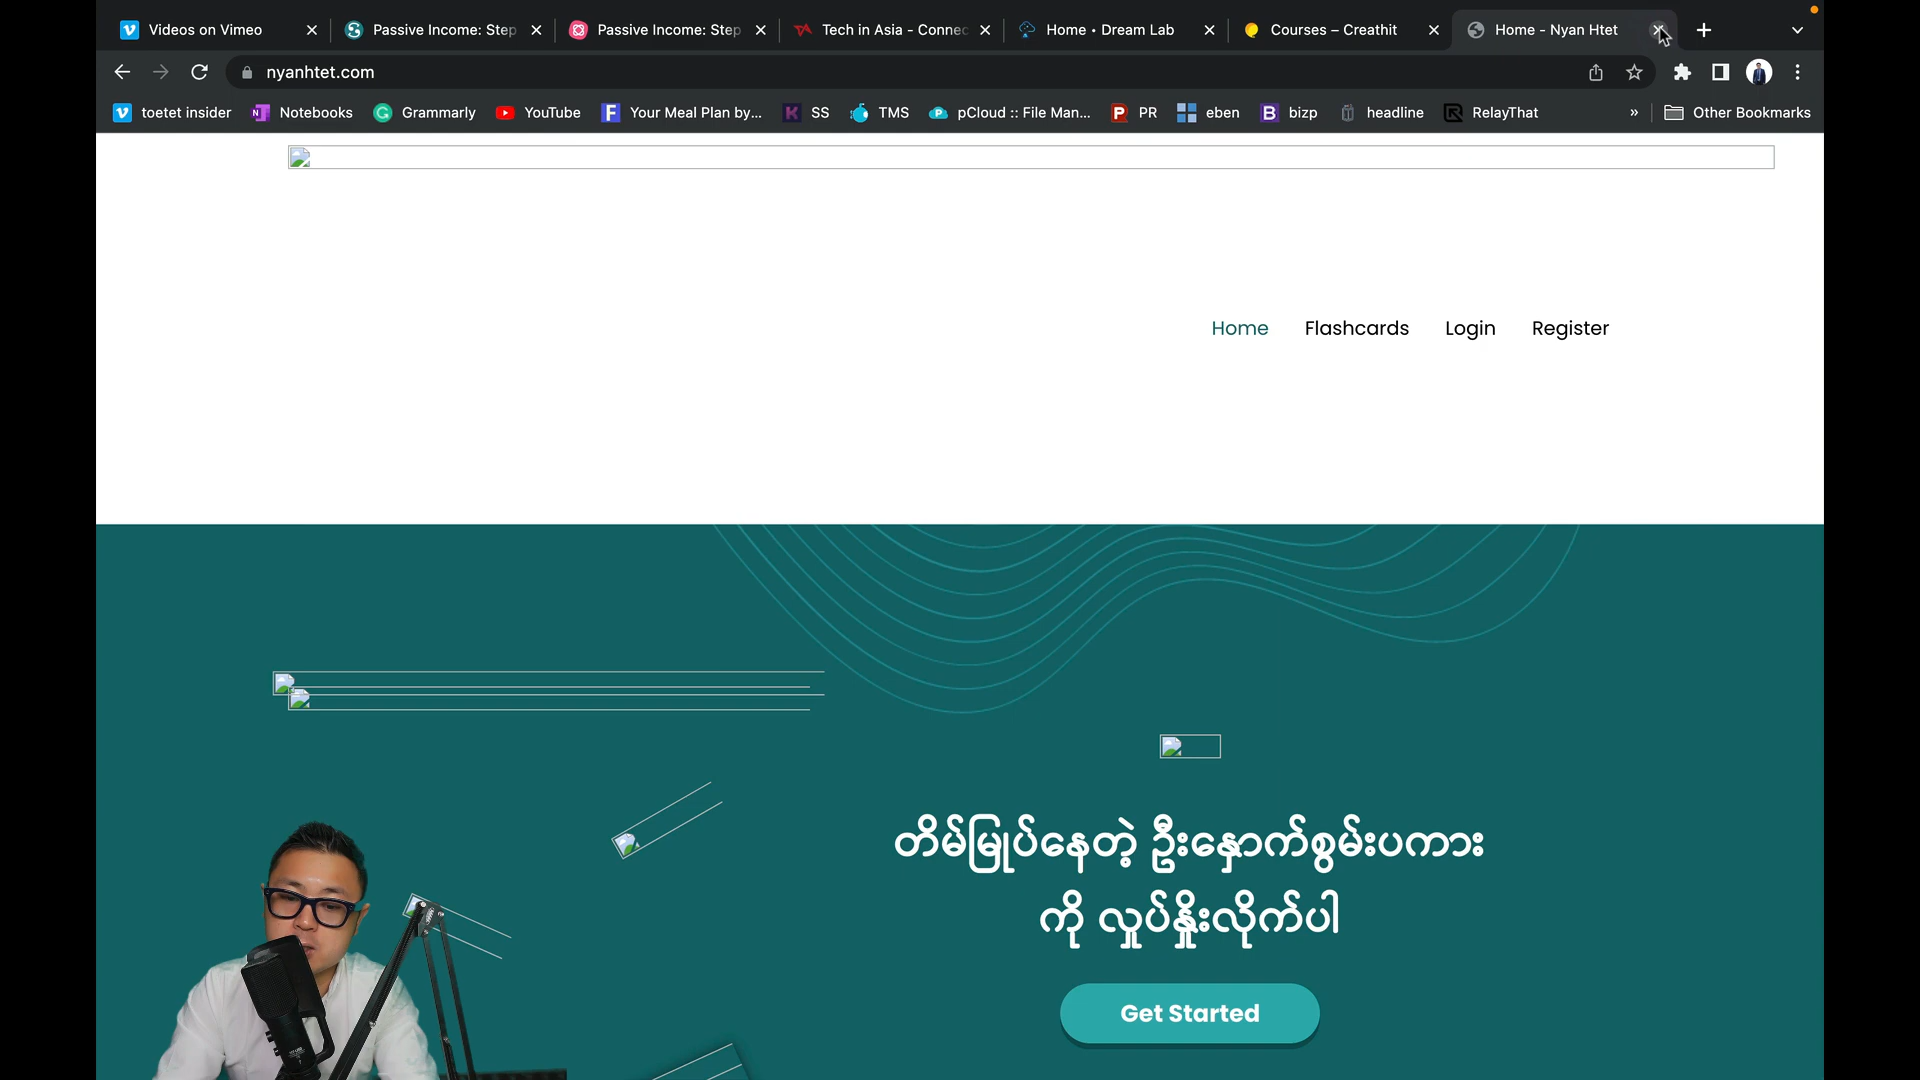 Videos on Vimeo
Passive Income: Step
Passive Income: Step
Tech in Asia - Connec
Home • Dream Lab
Courses – Creathit
Home - Nyan Htet
nyanhtet.com
toetet insider
Notebooks
Grammarly
YouTube
Your Meal Plan by...
SS
TMS
pCloud :: File Man...
PR
eben
bizp
headline
RelayThat
»
Other Bookmarks
Home
Flashcards
Login
Register
တိမ်မြုပ်နေတဲ့ ဦးနှောက်စွမ်းပကား
ကို လှုပ်နှိုးလိုက်ပါ
Get Started